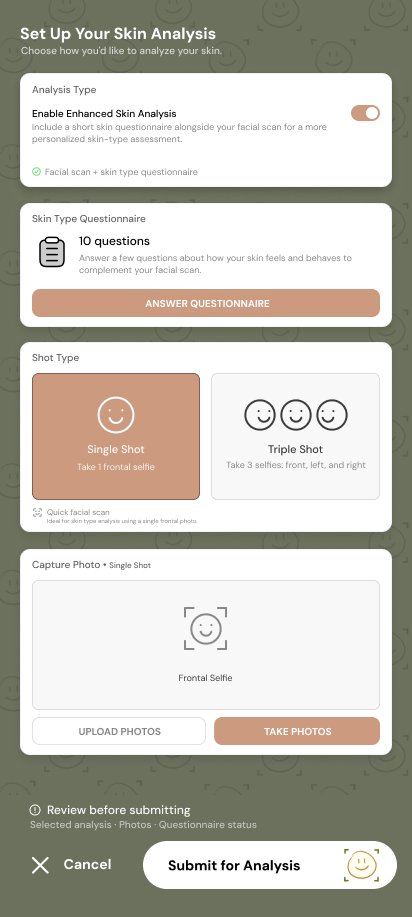 Set Up Your Skin Analysis
Choose how you'd like to analyze your skin.
Analysis Type
Enable Enhanced Skin Analysis
Include a short skin questionnaire alongside your facial scan for a more
personalized skin-type assessment.
Facial scan + skin type questionnaire
Skin Type Questionnaire
10 questions
Answer a few questions about how your skin feels and behaves to
complement your facial scan.
ANSWER QUESTIONNAIRE
Shot Type
Single Shot
Take 1 frontal selfie
Triple Shot
Take 3 selfies: front, left, and right
Quick facial scan
Ideal for skin type analysis using a single frontal photo.
Capture Photo • Single Shot
Frontal Selfie
UPLOAD PHOTOS
TAKE PHOTOS
Review before submitting
Selected analysis · Photos · Questionnaire status
Cancel
Submit for Analysis